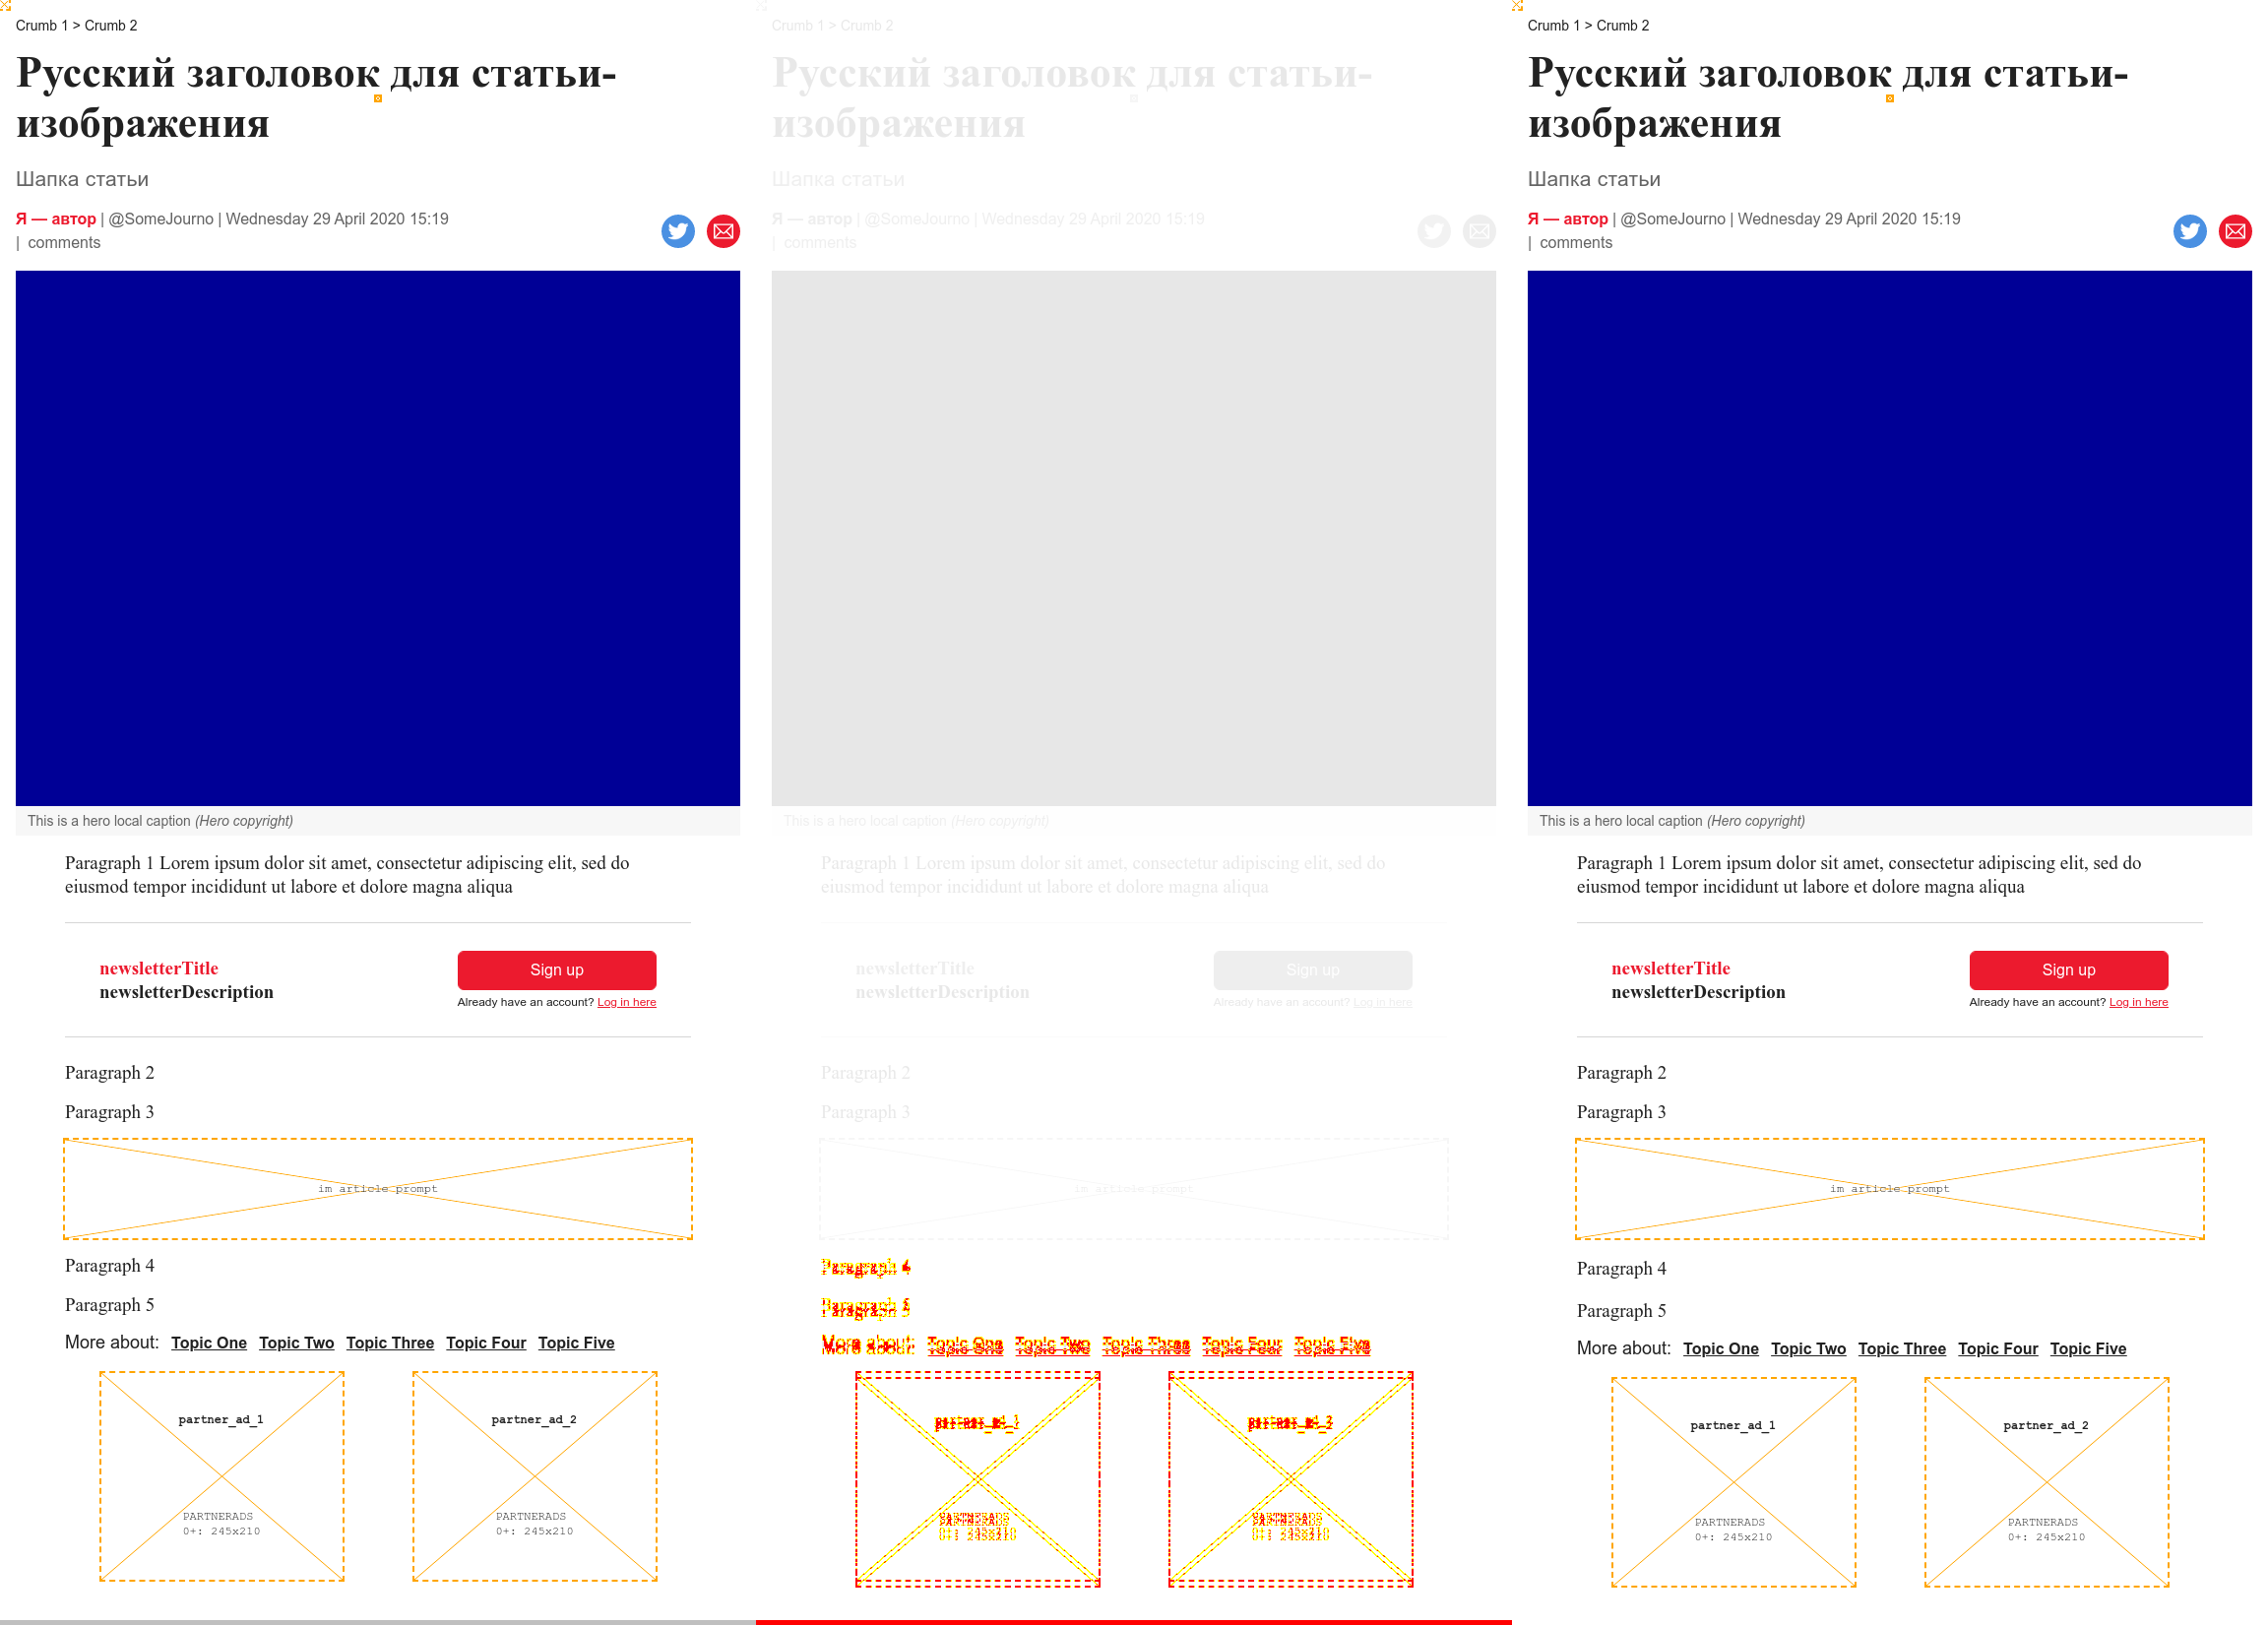 Crumb 1 > Crumb 2
Русский заголовок для статьи-
изображения
Шапка статьи
Я — автор | @SomeJourno | Wednesday 29 April 2020 15:19
| comments
This is a hero local caption (Hero copyright)
Paragraph 1 Lorem ipsum dolor sit amet, consectetur adipiscing elit, sed do
eiusmod tempor incididunt ut labore et dolore magna aliqua
newsletterTitle
newsletterDescription
Sign up
Already have an account? Log in here
Paragraph 2
Paragraph 3
im article prompt
Paragraph 4
Paragraph 5
More about: Topic One Topic Two Topic Three Topic Four Topic Five
partner_ad_1
PARTNERADS
0+: 245x210
partner_ad_2
PARTNERADS
0+: 245x210
Crumb 1 > Crumb 2
Русский заголовок для статьи-
изображения
Шапка статьи
Я — автор | @SomeJourno | Wednesday 29 April 2020 15:19
| comments
This is a hero local caption (Hero copyright)
Paragraph 1 Lorem ipsum dolor sit amet, consectetur adipiscing elit, sed do
eiusmod tempor incididunt ut labore et dolore magna aliqua
newsletterTitle
newsletterDescription
Sign up
Already have an account? Log in here
Paragraph 2
Paragraph 3
im article prompt
Paragraph 4
Paragraph 5
More about: Topic One Topic Two Topic Three Topic Four Topic Five
partner_ad_1
PARTNERADS
0+: 245x210
partner_ad_2
PARTNERADS
0+: 245x210
Crumb 1 > Crumb 2
Русский заголовок для статьи-
изображения
Шапка статьи
Я — автор | @SomeJourno | Wednesday 29 April 2020 15:19
| comments
This is a hero local caption (Hero copyright)
Paragraph 1 Lorem ipsum dolor sit amet, consectetur adipiscing elit, sed do
eiusmod tempor incididunt ut labore et dolore magna aliqua
newsletterTitle
newsletterDescription
Sign up
Already have an account? Log in here
Paragraph 2
Paragraph 3
im article prompt
Paragraph 4
Paragraph 5
More about: Topic One Topic Two Topic Three Topic Four Topic Five
partner_ad_1
PARTNERADS
0+: 245x210
partner_ad_2
PARTNERADS
0+: 245x210